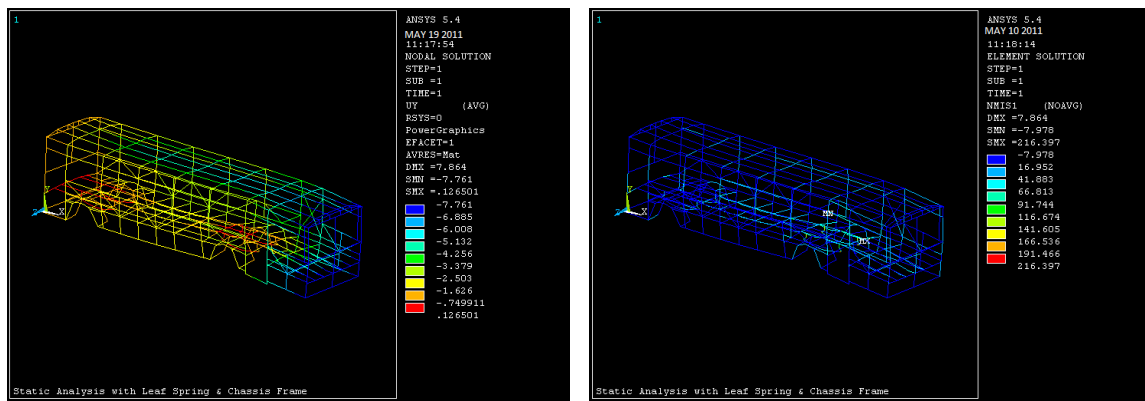 1
ANSYS 5.4
MAY 19 2011
11:17:54
NODAL SOLUTION
STEP=1
SUB =1
TIME=1
UY (AVG)
RSYS=0
PowerGraphics
EFACET=1
AVRES=Mat
DMX =7.864
SMN =-7.761
SMX =.126501
-7.761
-6.885
-6.008
-5.132
-4.256
-3.379
-2.503
-1.626
-.749911
.126501
Y
Z
X
Static Analysis with Leaf Spring & Chassis Frame
1
ANSYS 5.4
MAY 10 2011
11:18:14
ELEMENT SOLUTION
STEP=1
SUB =1
TIME=1
NMIS1 (NOAVG)
DMX =7.864
SMN =-7.978
SMX =216.397
-7.978
16.952
41.883
66.813
91.744
116.674
141.605
166.536
191.466
216.397
MN
MX
Y
Z
X
Static Analysis with Leaf Spring & Chassis Frame